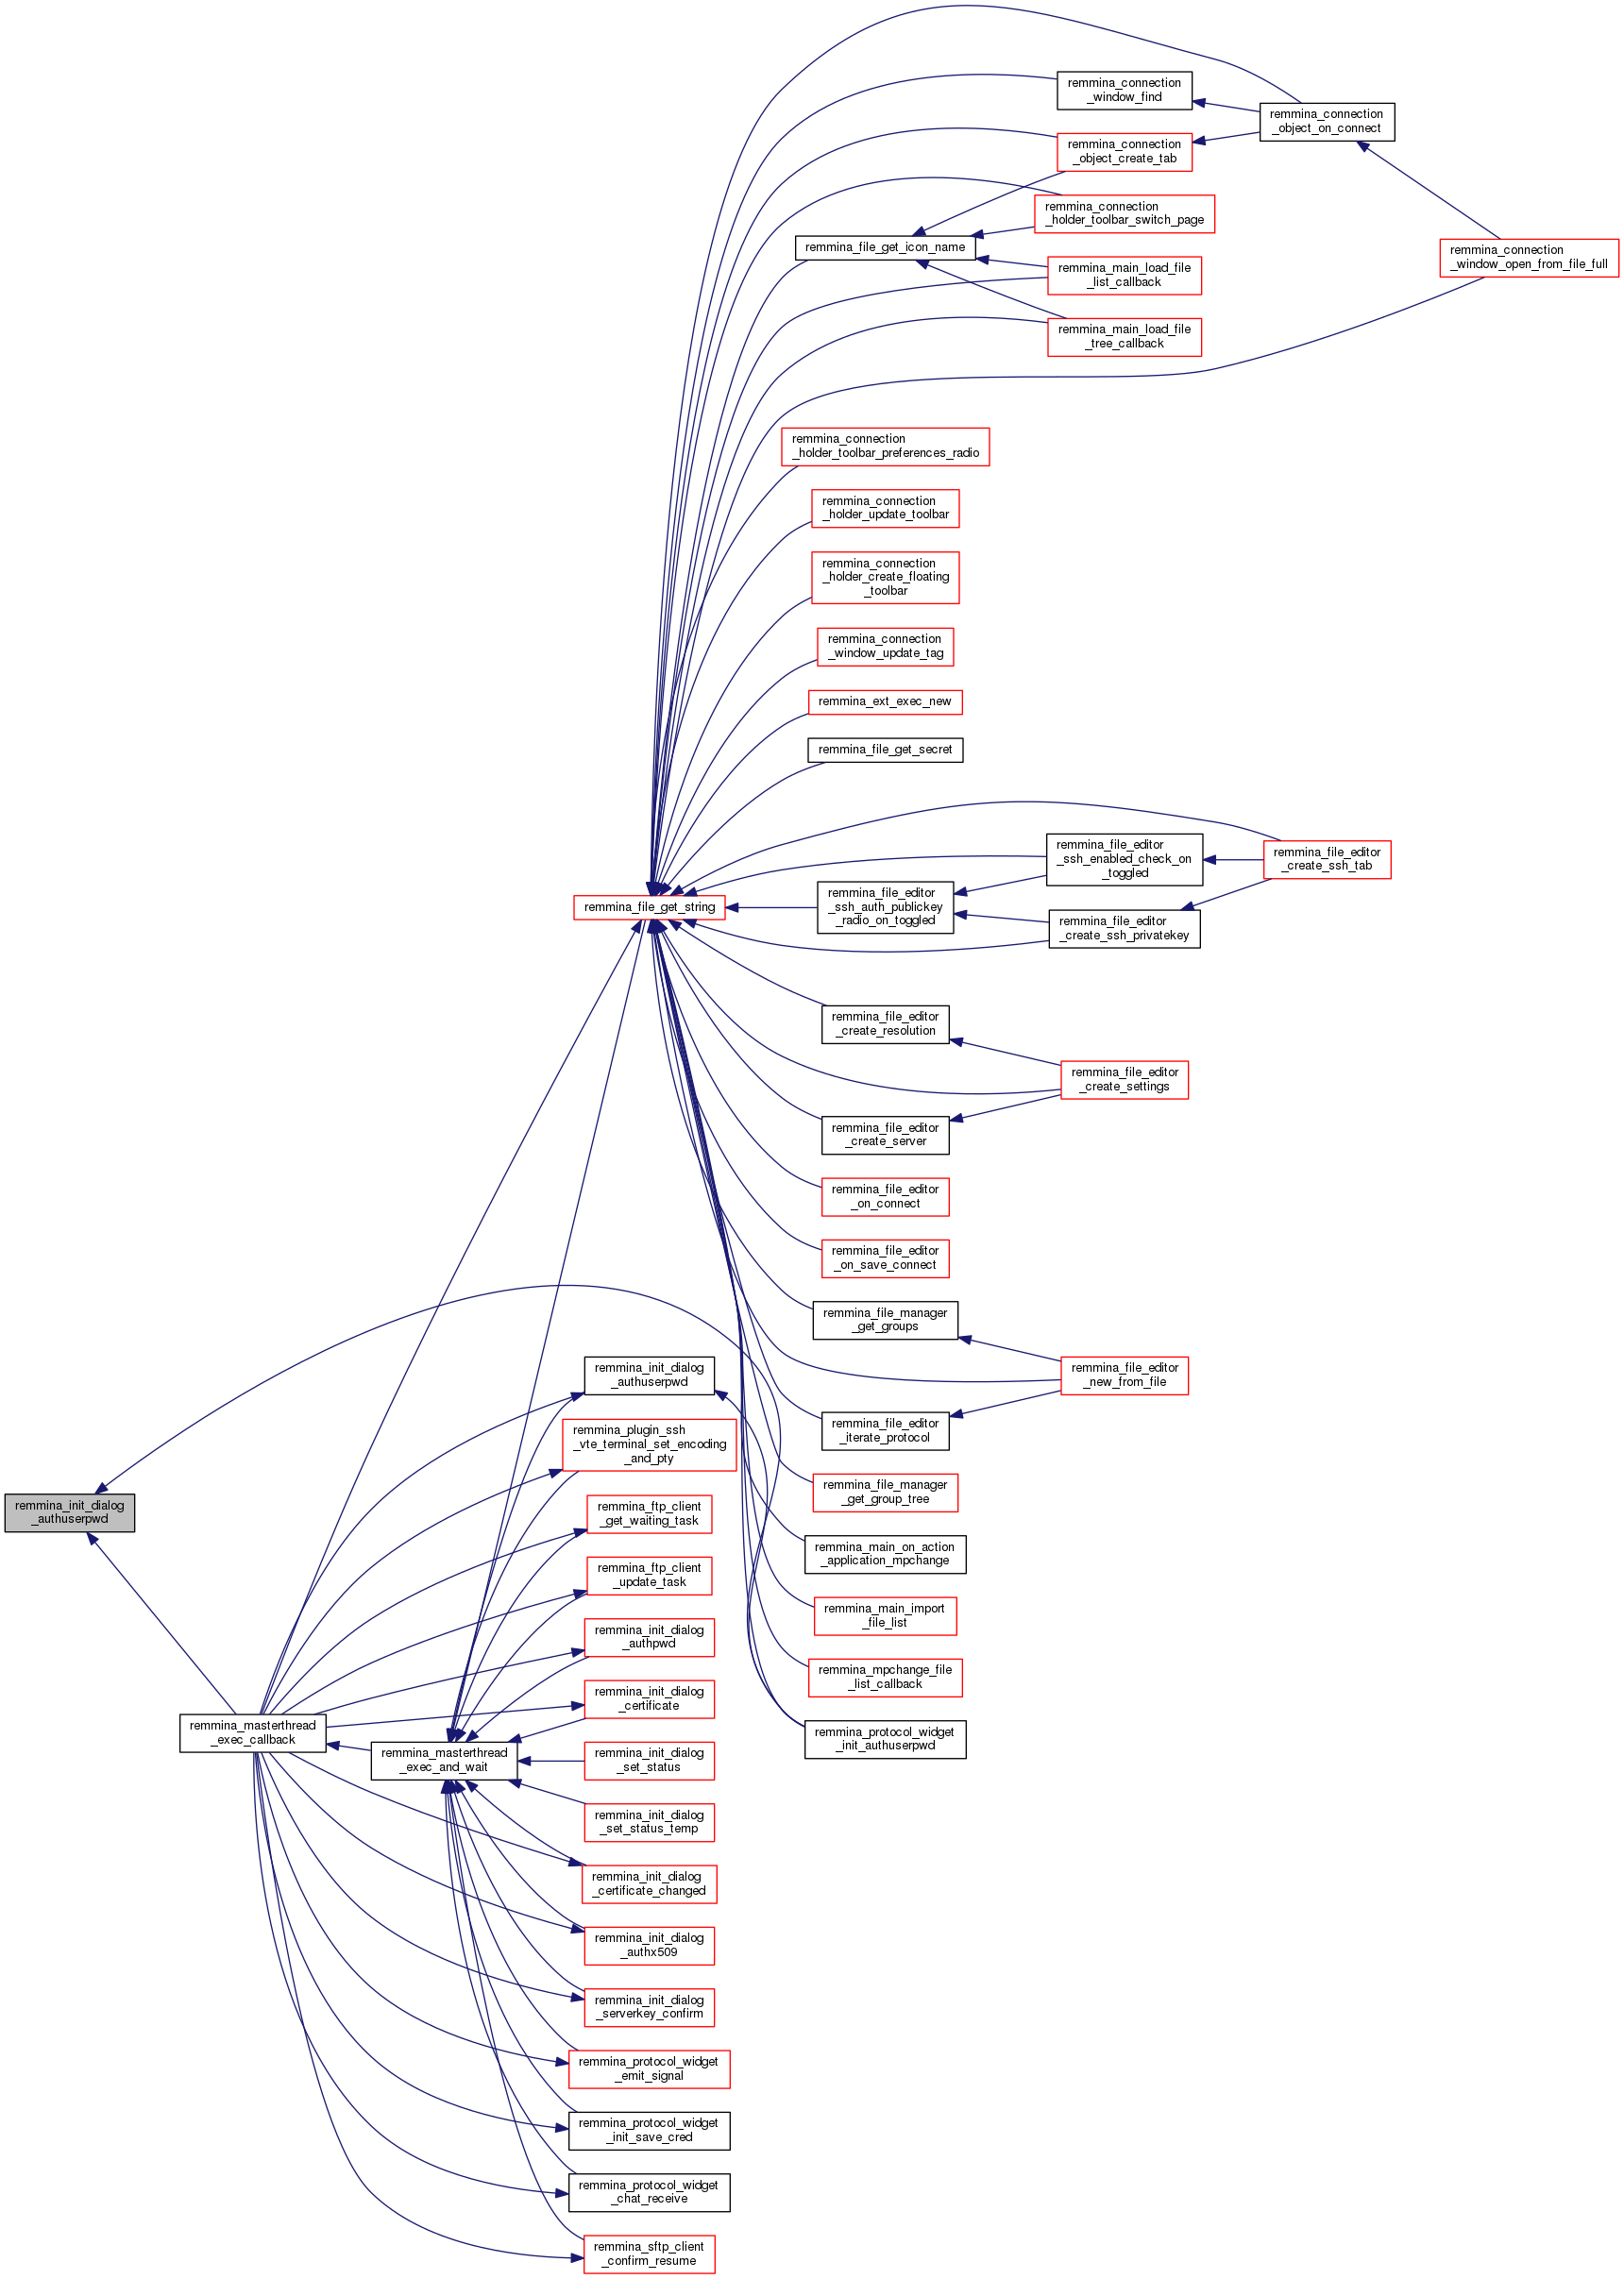 remmina_connection
_window_find
remmina_connection
_object_on_connect
remmina_connection
_object_create_tab
remmina_connection
_holder_toolbar_switch_page
remmina_file_get_icon_name
remmina_connection
_window_open_from_file_full
remmina_main_load_file
_list_callback
remmina_main_load_file
_tree_callback
remmina_connection
_holder_toolbar_preferences_radio
remmina_connection
_holder_update_toolbar
remmina_connection
_holder_create_floating
_toolbar
remmina_connection
_window_update_tag
remmina_ext_exec_new
remmina_file_get_secret
remmina_file_editor
_ssh_enabled_check_on
_toggled
remmina_file_editor
_create_ssh_tab
remmina_file_get_string
remmina_file_editor
_ssh_auth_publickey
_radio_on_toggled
remmina_file_editor
_create_ssh_privatekey
remmina_file_editor
_create_resolution
remmina_file_editor
_create_settings
remmina_file_editor
_create_server
remmina_file_editor
_on_connect
remmina_file_editor
_on_save_connect
remmina_file_manager
_get_groups
remmina_file_editor
_new_from_file
remmina_init_dialog
_authuserpwd
remmina_file_editor
_iterate_protocol
remmina_plugin_ssh
_vte_terminal_set_encoding
_and_pty
remmina_file_manager
_get_group_tree
remmina_init_dialog
_authuserpwd
remmina_ftp_client
_get_waiting_task
remmina_main_on_action
_application_mpchange
remmina_ftp_client
_update_task
remmina_main_import
_file_list
remmina_init_dialog
_authpwd
remmina_mpchange_file
_list_callback
remmina_init_dialog
_certificate
remmina_masterthread
_exec_callback
remmina_protocol_widget
_init_authuserpwd
remmina_masterthread
_exec_and_wait
remmina_init_dialog
_set_status
remmina_init_dialog
_set_status_temp
remmina_init_dialog
_certificate_changed
remmina_init_dialog
_authx509
remmina_init_dialog
_serverkey_confirm
remmina_protocol_widget
_emit_signal
remmina_protocol_widget
_init_save_cred
remmina_protocol_widget
_chat_receive
remmina_sftp_client
_confirm_resume